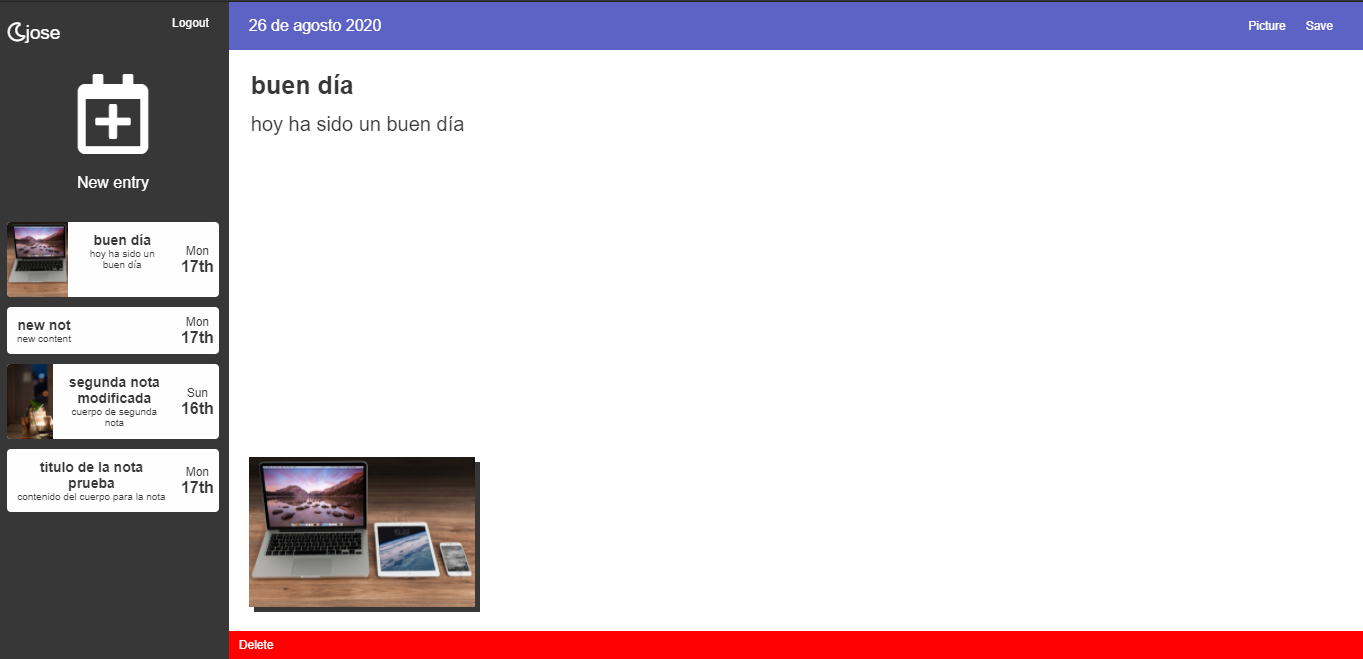 jose
Logout
New entry
buen día
hoy ha sido un
buen día
Mon
17th
new not
new content
Mon
17th
segunda nota
modificada
cuerpo de segunda
nota
Sun
16th
titulo de la nota
prueba
contenido del cuerpo para la nota
Mon
17th
26 de agosto 2020
Picture
Save
buen día
hoy ha sido un buen día
Delete